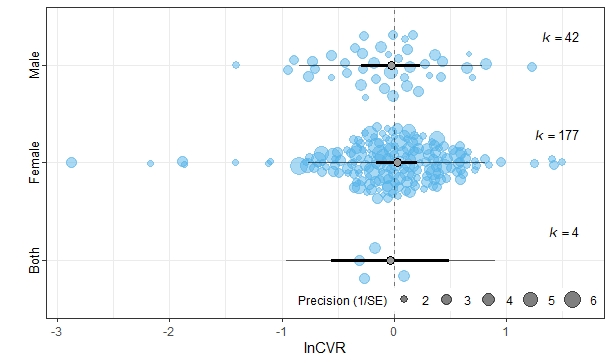 Male
k = 42
Female
k = 177
Both
k = 4
Precision (1/SE) 2 3 4 5 6
-3 -2 -1 0 1
lnCVR